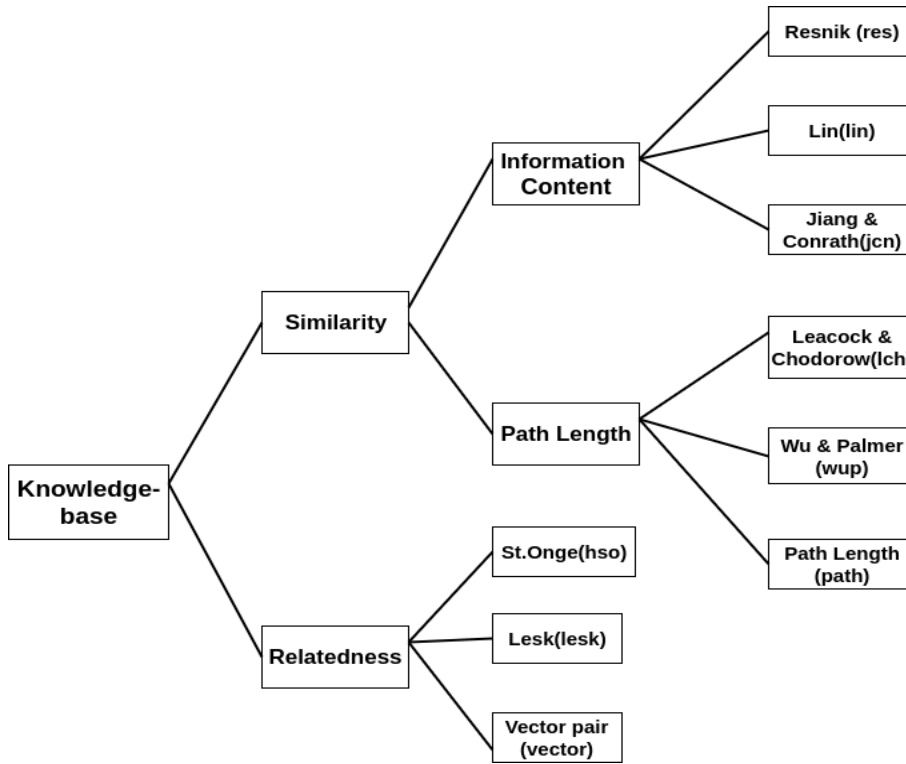 Resnik (res)
Lin(lin)
Information
Content
Jiang &
Conrath(jcn)
Similarity
Leacock &
Chodorow(lch
Path Length
Wu & Palmer
(wup)
Knowledge-
base
Path Length
(path)
St.Onge(hso)
Lesk(lesk)
Relatedness
Vector pair
(vector)